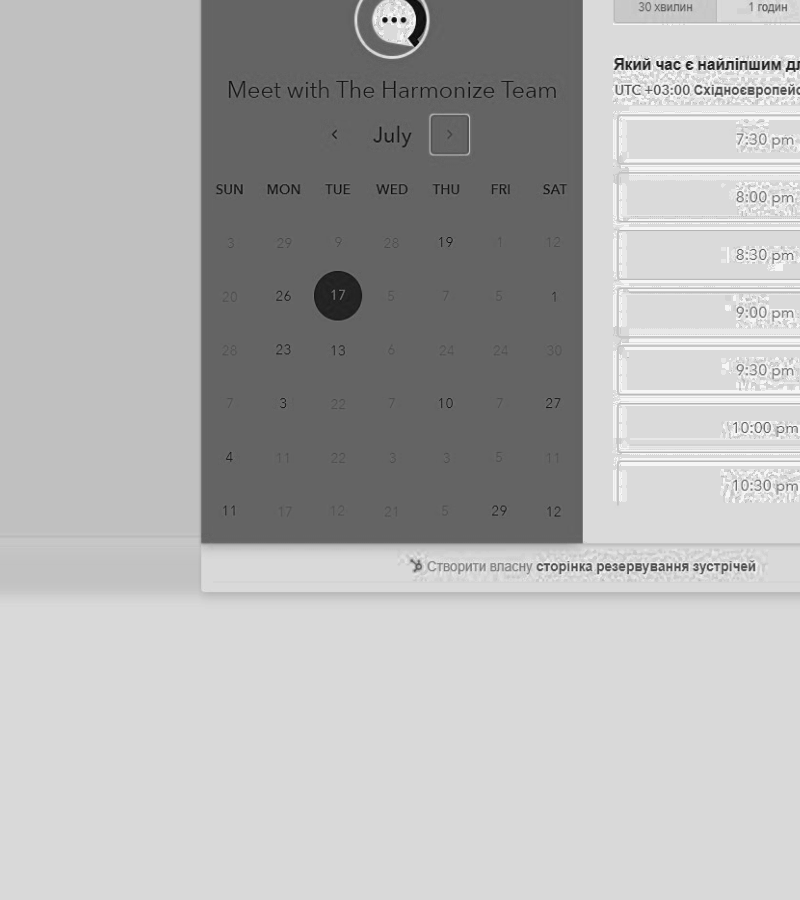 30 хвилин 1 годин
Meet with The Harmonize Team
July
SUN MON TUE WED THU FRI SAT
3 29 9 28 19 1 12
20 26 17 5 7 5 1
28 23 13 6 24 24 30
7 3 22 7 10 7 27
4 11 22 3 3 5 11
11 17 12 21 5 29 12
Який час є найліпшим
UTC +03:00
7:30 pm
8:00 pm
8:30 pm
9:00 pm
9:30 pm
10:00 pm
10:30 pm
Створити власну сторінка резервування зустрічей